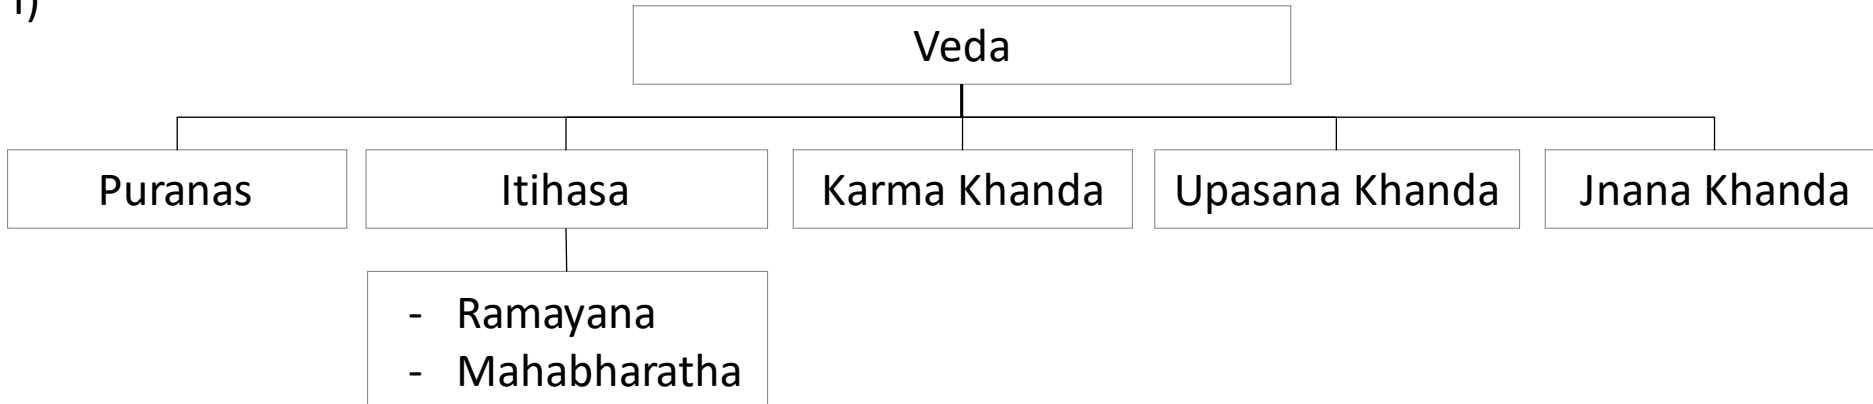 I)
Veda
Puranas
Itihasa
Karma Khanda
Upasana Khanda
Jnana Khanda
- Ramayana
- Mahabharatha